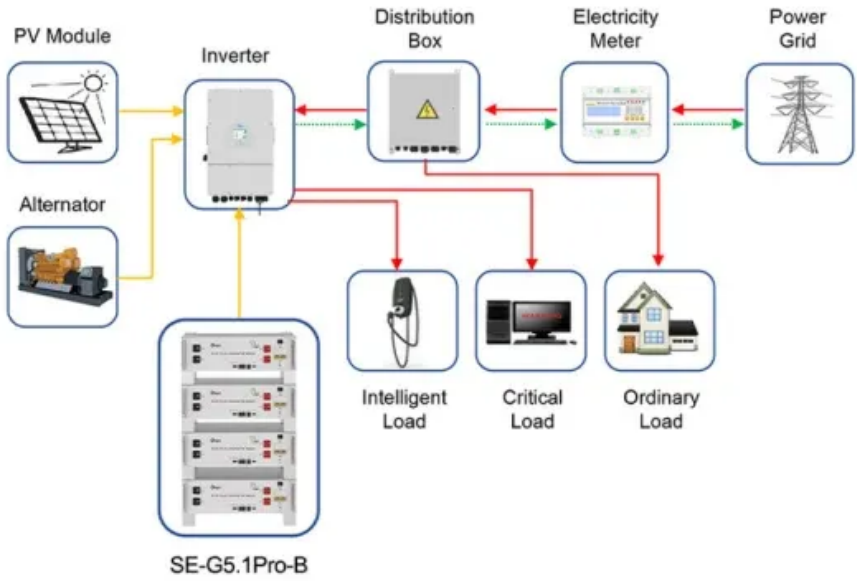 PV Module
Inverter
Distribution
Box
Electricity
Meter
Power
Grid
Alternator
Intelligent
Load
Critical
Load
Ordinary
Load
SE-G5.1Pro-B